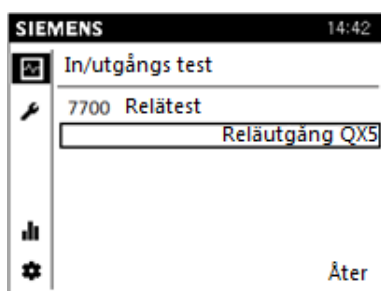 SIEMENS 14:42
In/utgångs test
7700 Relätest
Reläutgång QX5
Åter